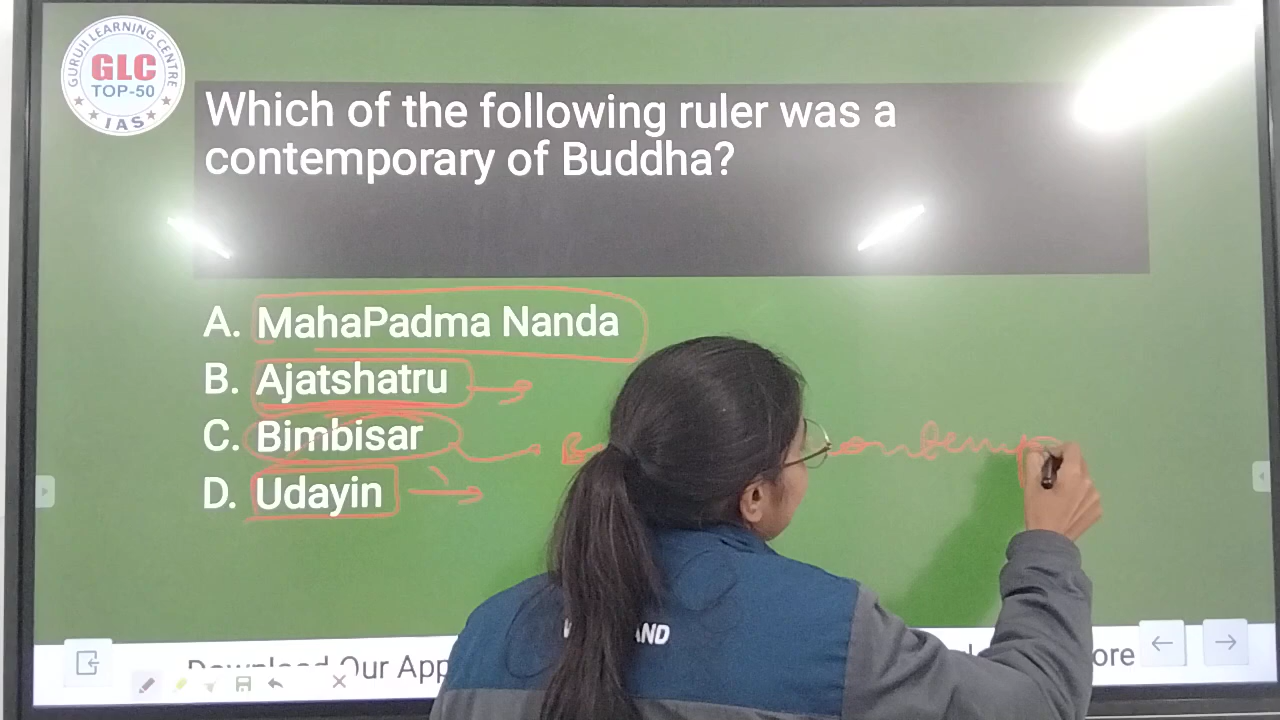 GURUJI LEARNING CENTRE
GLC
TOP-50
IAS
Which of the following ruler was a
contemporary of Buddha?
A. MahaPadma Nanda
B. Ajatshatru
C. Bimbisar
D. Udayin
Download Our App